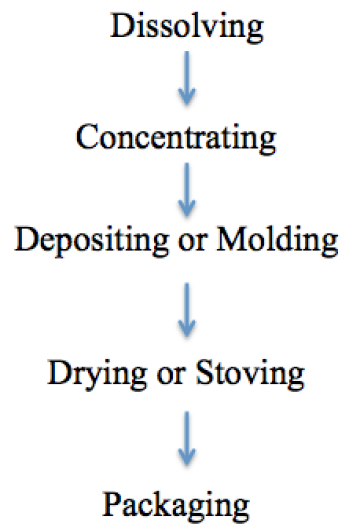 Dissolving
Concentrating
Depositing or Molding
Drying or Stoving
Packaging